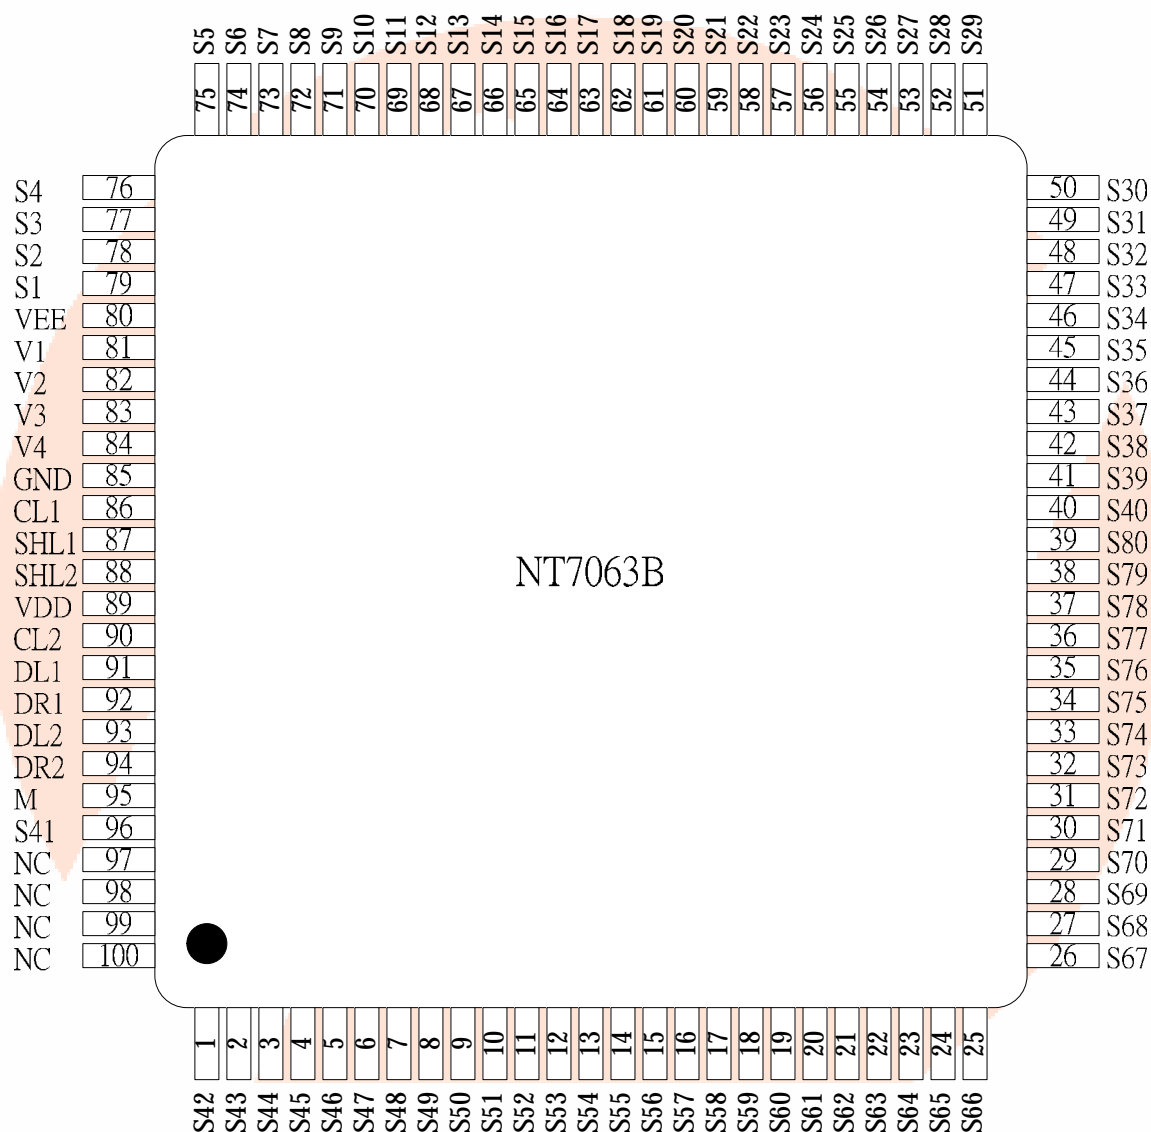 S5 S6 S7 S8 S9 S10 S11 S12 S13 S14 S15 S16 S17 S18 S19 S20 S21 S22 S23 S24 S25 S26 S27 S28 S29
75 74 73 72 71 70 69 68 67 66 65 64 63 62 61 60 59 58 57 56 55 54 53 52 51
S4 76 50 S30
S3 77 49 S31
S2 78 48 S32
S1 79 47 S33
VEE 80 46 S34
V1 81 45 S35
V2 82 44 S36
V3 83 43 S37
V4 84 42 S38
GND 85 41 S39
CL1 86 40 S40
SHL1 87 39 S80
NT7063B
SHL2 88 38 S79
VDD 89 37 S78
CL2 90 36 S77
DL1 91 35 S76
DR1 92 34 S75
DL2 93 33 S74
DR2 94 32 S73
M 95 31 S72
S41 96 30 S71
NC 97 29 S70
NC 98 28 S69
NC 99 27 S68
NC 100 26 S67
1 2 3 4 5 6 7 8 9 10 11 12 13 14 15 16 17 18 19 20 21 22 23 24 25
S42 S43 S44 S45 S46 S47 S48 S49 S50 S51 S52 S53 S54 S55 S56 S57 S58 S59 S60 S61 S62 S63 S64 S65 S66